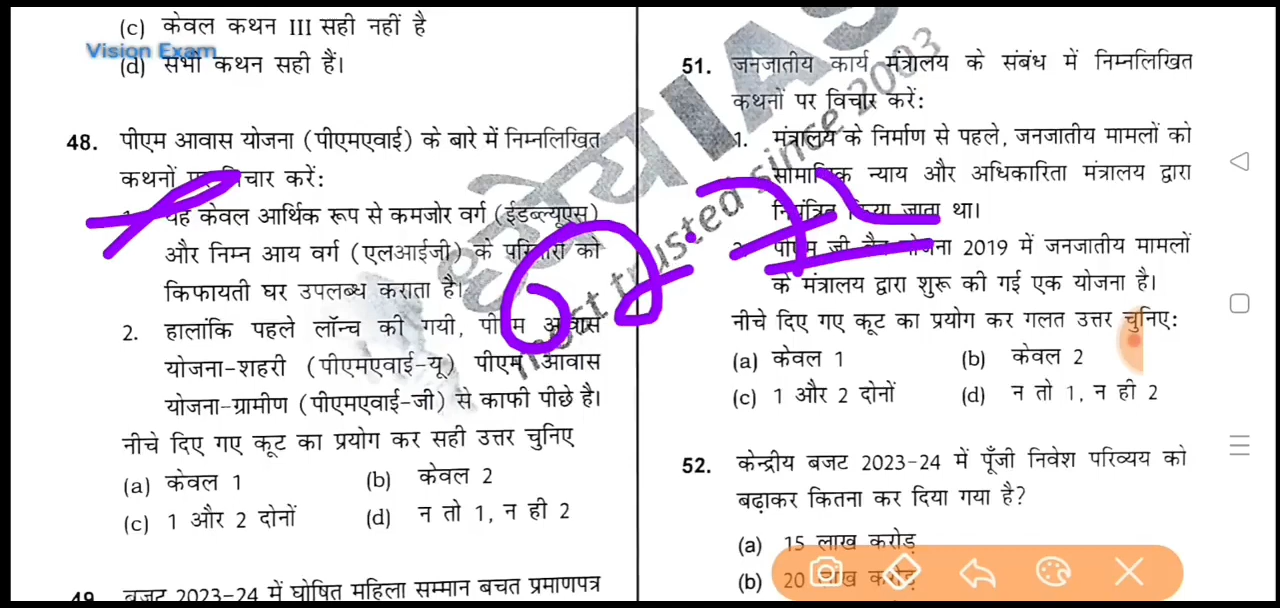 (c) केवल कथन III सही नहीं है
Vision Exam
(d) सभी कथन सही हैं।
48. पीएम आवास योजना (पीएमएवाई) के बारे में निम्नलिखित
कथनों पर विचार करें:
1. यह केवल आर्थिक रूप से कमजोर वर्ग (ईडब्ल्यूएस)
और निम्न आय वर्ग (एलआईजी) के परिवारों को
किफायती घर उपलब्ध कराता है।
2. हालांकि पहले लॉन्च की गयी, पीएम आवास
योजना-शहरी (पीएमएवाई-यू) पीएम आवास
योजना-ग्रामीण (पीएमएवाई-जी) से काफी पीछे है।
नीचे दिए गए कूट का प्रयोग कर सही उत्तर चुनिए
(a) केवल 1 (b) केवल 2
(c) 1 और 2 दोनों (d) न तो 1, न ही 2
49. बजट 2023-24 में घोषित महिला सम्मान बचत प्रमाणपत्र
51. जनजातीय कार्य मंत्रालय के संबंध में निम्नलिखित
कथनों पर विचार करें:
1. मंत्रालय के निर्माण से पहले, जनजातीय मामलों को
सामाजिक न्याय और अधिकारिता मंत्रालय द्वारा
नियंत्रित किया जाता था।
2. पीएम जी 2019 में जनजातीय मामलों
के मंत्रालय द्वारा शुरू की गई एक योजना है।
नीचे दिए गए कूट का प्रयोग कर गलत उत्तर चुनिए:
(a) केवल 1 (b) केवल 2
(c) 1 और 2 दोनों (d) न तो 1, न ही 2
52. केन्द्रीय बजट 2023-24 में पूँजी निवेश परिव्यय को
बढ़ाकर कितना कर दिया गया है?
(a) 15 लाख करोड़
(b) 20 लाख करोड़
ध्येय IAS
most trusted since 2003